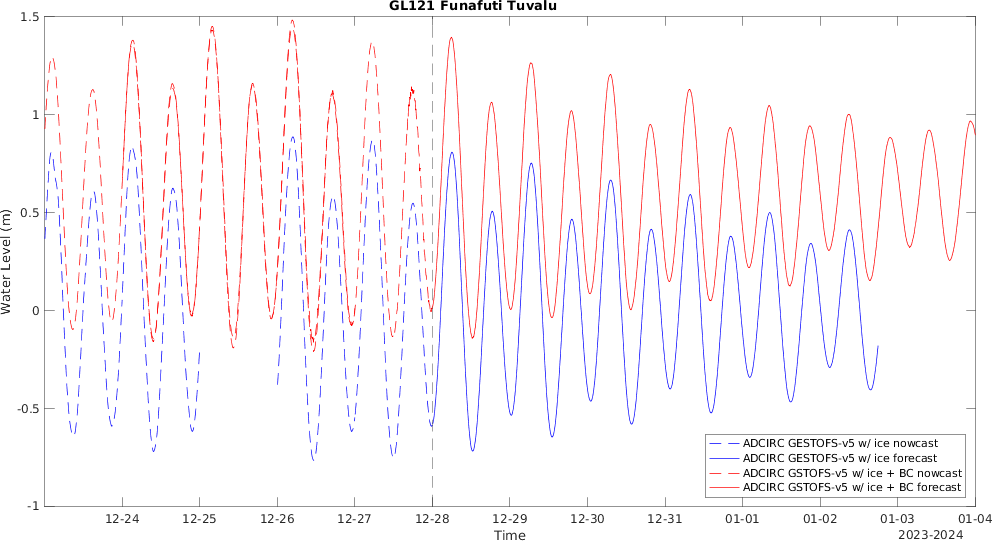 GL121 Funafuti Tuvalu
1.5
1
0.5
0
-0.5
-1
Water Level (m)
12-24 12-25 12-26 12-27 12-28 12-29 12-30 12-31 01-01 01-02 01-03 01-04
Time
2023-2024
ADCIRC GESTOFS-v5 w/ ice nowcast
ADCIRC GESTOFS-v5 w/ ice forecast
ADCIRC GSTOFS-v5 w/ ice + BC nowcast
ADCIRC GSTOFS-v5 w/ ice + BC forecast